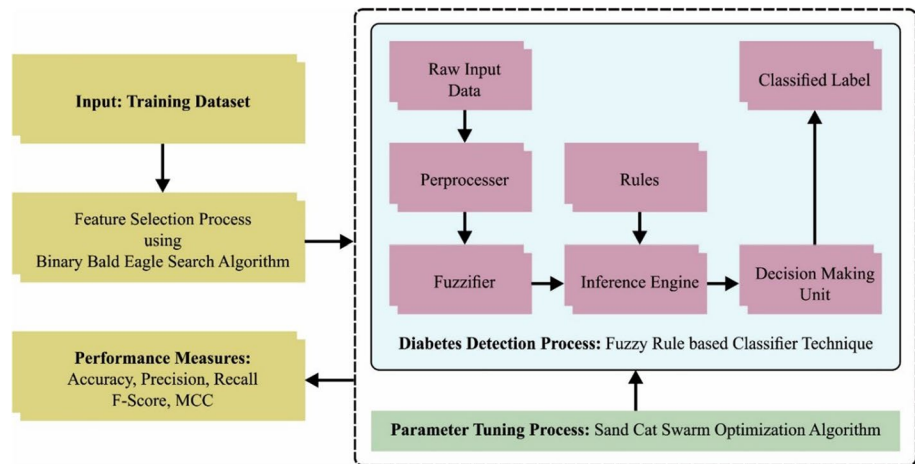 Input: Training Dataset
Feature Selection Process
using
Binary Bald Eagle Search Algorithm
Performance Measures:
Accuracy, Precision, Recall
F-Score, MCC
Raw Input
Data
Classified Label
Perprocesser
Rules
Fuzzifier
Inference Engine
Decision Making
Unit
Diabetes Detection Process: Fuzzy Rule based Classifier Technique
Parameter Tuning Process: Sand Cat Swarm Optimization Algorithm